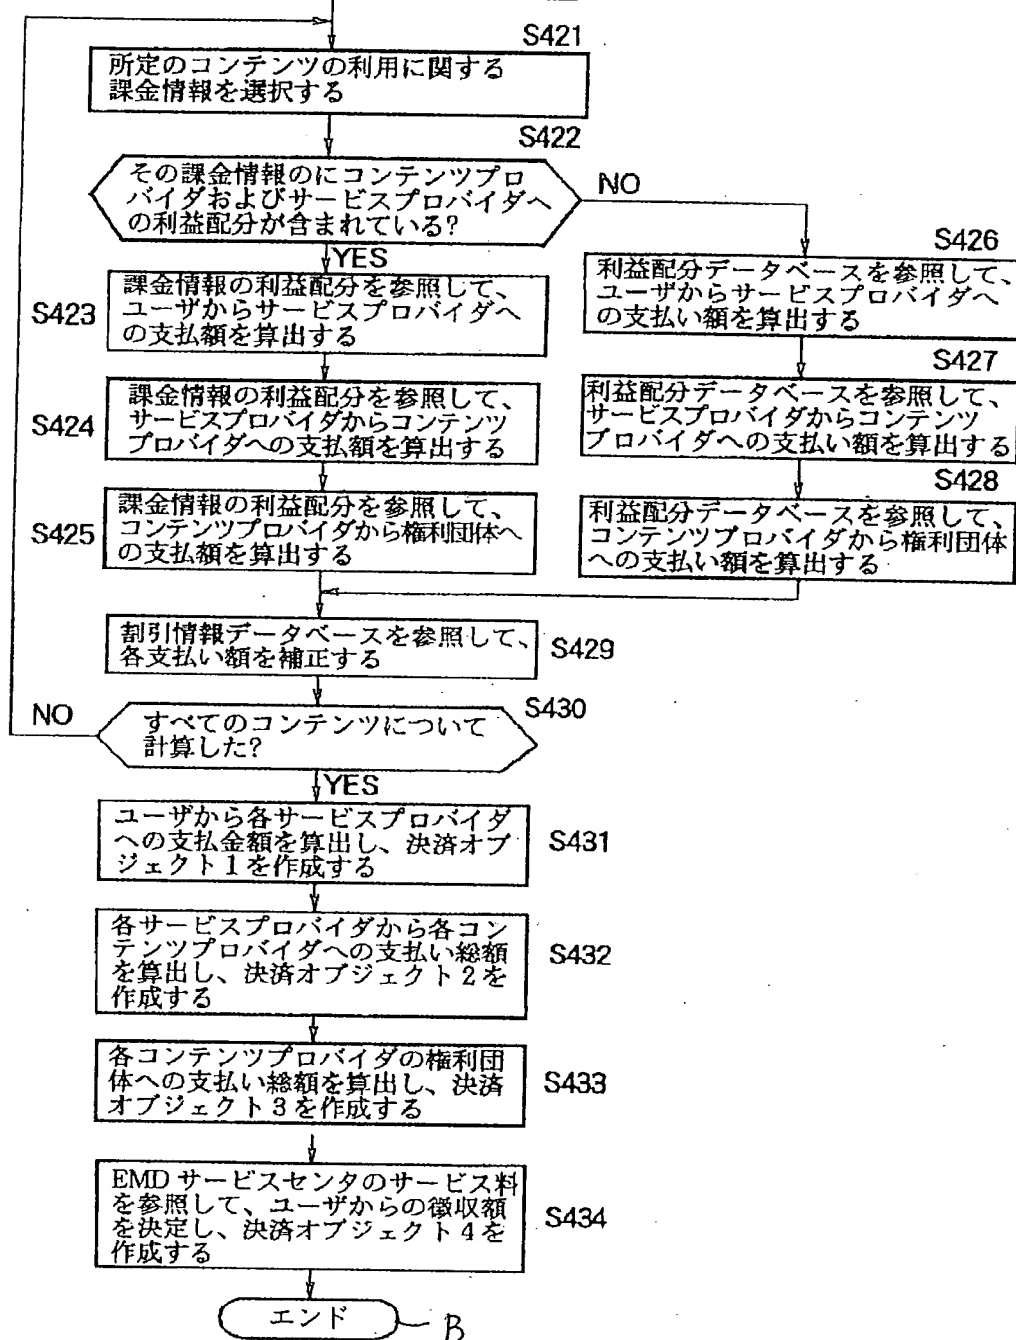 S421
所定のコンテンツの利用に関する
課金情報を選択する
S422
その課金情報のにコンテンツプロ
バイダおよびサービスプロバイダへ
の利益配分が含まれている?
NO
YES
S423
課金情報の利益配分を参照して、
ユーザからサービスプロバイダへ
の支払額を算出する
S424
課金情報の利益配分を参照して、
サービスプロバイダからコンテンツ
プロバイダへの支払額を算出する
S425
課金情報の利益配分を参照して、
コンテンツプロバイダから権利団体へ
の支払額を算出する
S426
利益配分データベースを参照して、
ユーザからサービスプロバイダへ
の支払い額を算出する
S427
利益配分データベースを参照して、
サービスプロバイダからコンテンツ
プロバイダへの支払い額を算出する
S428
利益配分データベースを参照して、
コンテンツプロバイダから権利団体
への支払い額を算出する
割引情報データベースを参照して、
各支払い額を補正する
S429
S430
NO
すべてのコンテンツについて
計算した?
YES
ユーザから各サービスプロバイダ
への支払金額を算出し、決済オブ
ジェクト1を作成する
S431
各サービスプロバイダから各コン
テンツプロバイダへの支払い総額
を算出し、決済オブジェクト2を
作成する
S432
各コンテンツプロバイダの権利団
体への支払い総額を算出し、決済
オブジェクト3を作成する
S433
EMDサービスセンタのサービス料
を参照して、ユーザからの徴収額
を決定し、決済オブジェクト4を
作成する
S434
エンド
B